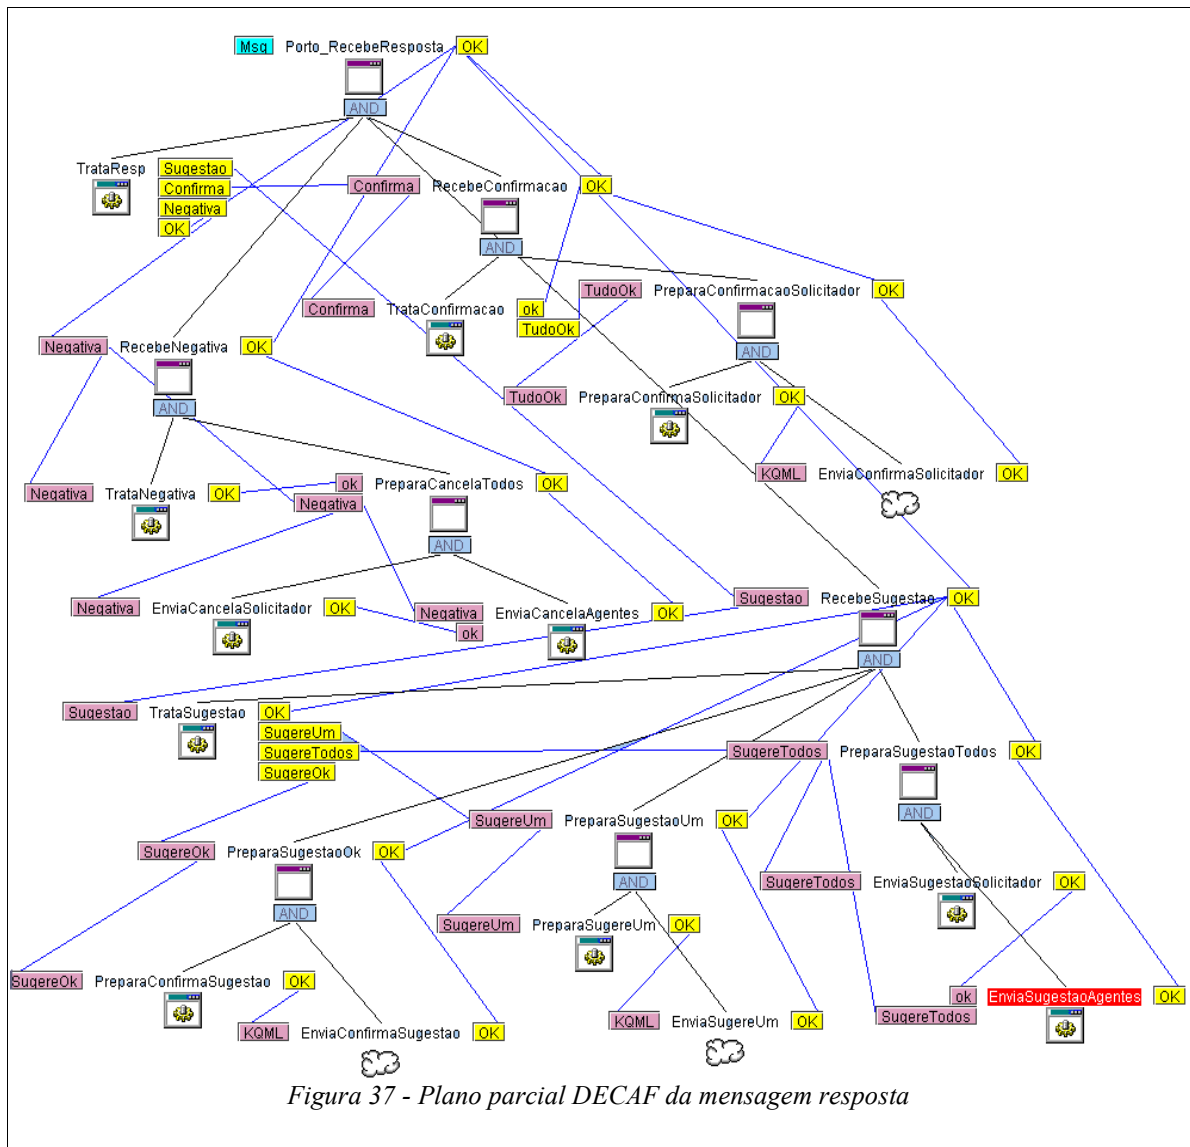 Msg Porto_RecebeResposta OK
AND
TrataResp Sugestao
Confirma
Negativa
OK
Confirma RecebeConfirmacao OK
AND
Confirma TrataConfirmacao ok
TudoOk
TudoOk PreparaConfirmacaoSolicitador OK
AND
Negativa RecebeNegativa OK
AND
TudoOk PreparaConfirmaSolicitador OK
KQML EnviaConfirmaSolicitador OK
Negativa TrataNegativa OK
ok PreparaCancelaTodos OK
Negativa
AND
Negativa EnviaCancelaSolicitador OK
Negativa EnviaCancelaAgentes OK
ok
Sugestao RecebeSugestao OK
AND
Sugestao TrataSugestao OK
SugereUm
SugereTodos
SugereOk
SugereTodos PreparaSugestaoTodos OK
AND
SugereOk PreparaSugestaoOk OK
AND
SugereUm PreparaSugestaoUm OK
AND
SugereTodos EnviaSugestaoSolicitador OK
SugereUm PreparaSugereUm OK
SugereOk PreparaConfirmaSugestao OK
ok EnviaSugestaoAgentes OK
SugereTodos
KQML EnviaConfirmaSugestao OK
KQML EnviaSugereUm OK
Figura 37 - Plano parcial DECAF da mensagem resposta